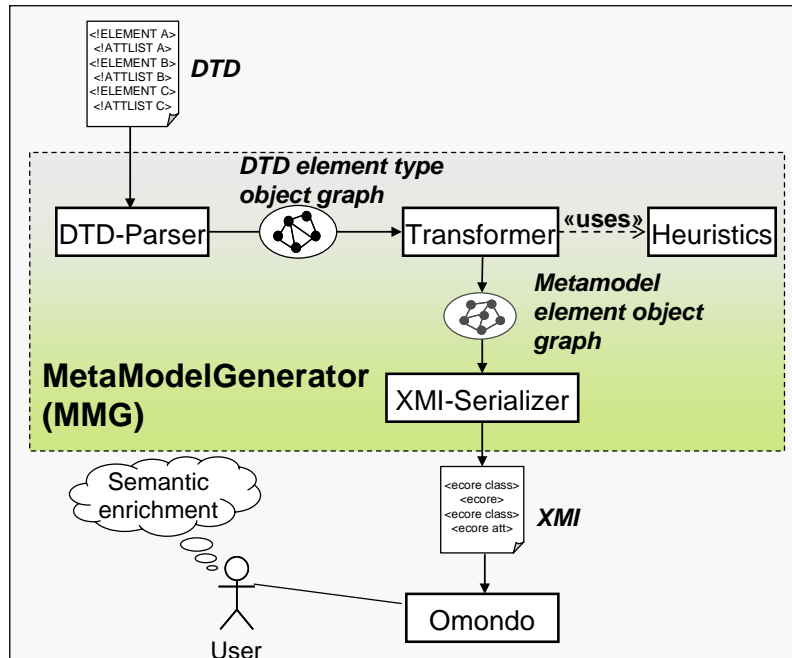 <!ELEMENT A>
<!ATTLIST A>
<!ELEMENT B>
<!ATTLIST B>
<!ELEMENT C>
<!ATTLIST C>
DTD
DTD element type
object graph
DTD-Parser
Transformer
«uses»
Heuristics
Metamodel
element object
graph
MetaModelGenerator
(MMG)
XMI-Serializer
Semantic
enrichment
<ecore class>
<ecore>
<ecore class>
<ecore att>
XMI
Omondo
User